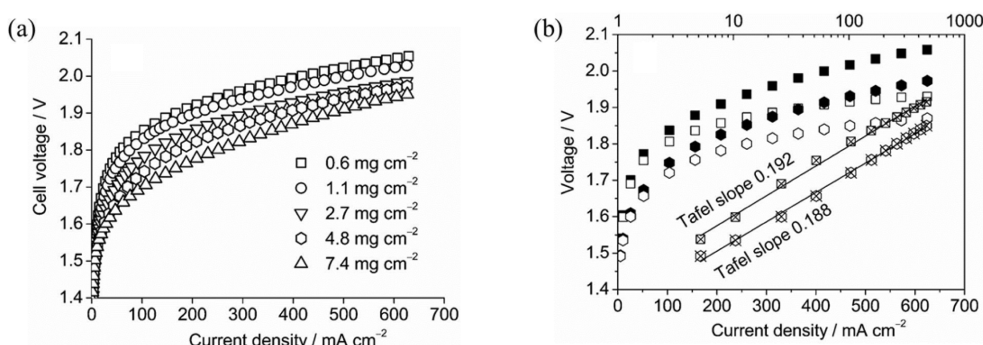 (a)
2.1
2.0
1.9
1.8
1.7
1.6
1.5
1.4
Cell voltage / V
0.6 mg cm⁻²
1.1 mg cm⁻²
2.7 mg cm⁻²
4.8 mg cm⁻²
7.4 mg cm⁻²
0 100 200 300 400 500 600 700
Current density / mA cm⁻²
(b)
1 10 100 1000
2.1
2.0
1.9
1.8
1.7
1.6
1.5
1.4
Voltage / V
Tafel slope 0.192
Tafel slope 0.188
0 100 200 300 400 500 600 700
Current density / mA cm⁻²